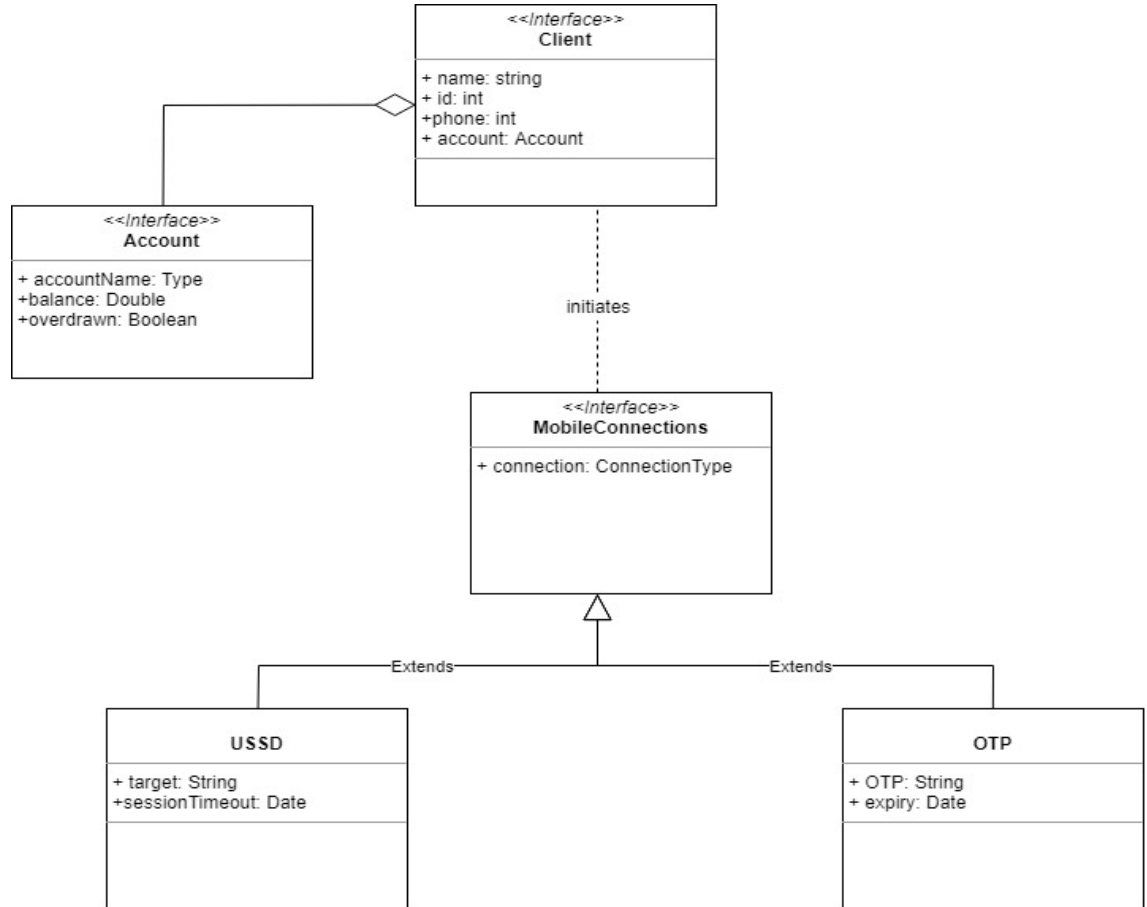 <<Interface>>
Client
+ name: string
+ id: int
+phone: int
+ account: Account
<<Interface>>
Account
+ accountName: Type
+balance: Double
+overdrawn: Boolean
initiates
<<Interface>>
MobileConnections
+ connection: ConnectionType
Extends
Extends
USSD
+ target: String
+sessionTimeout: Date
OTP
+ OTP: String
+ expiry: Date